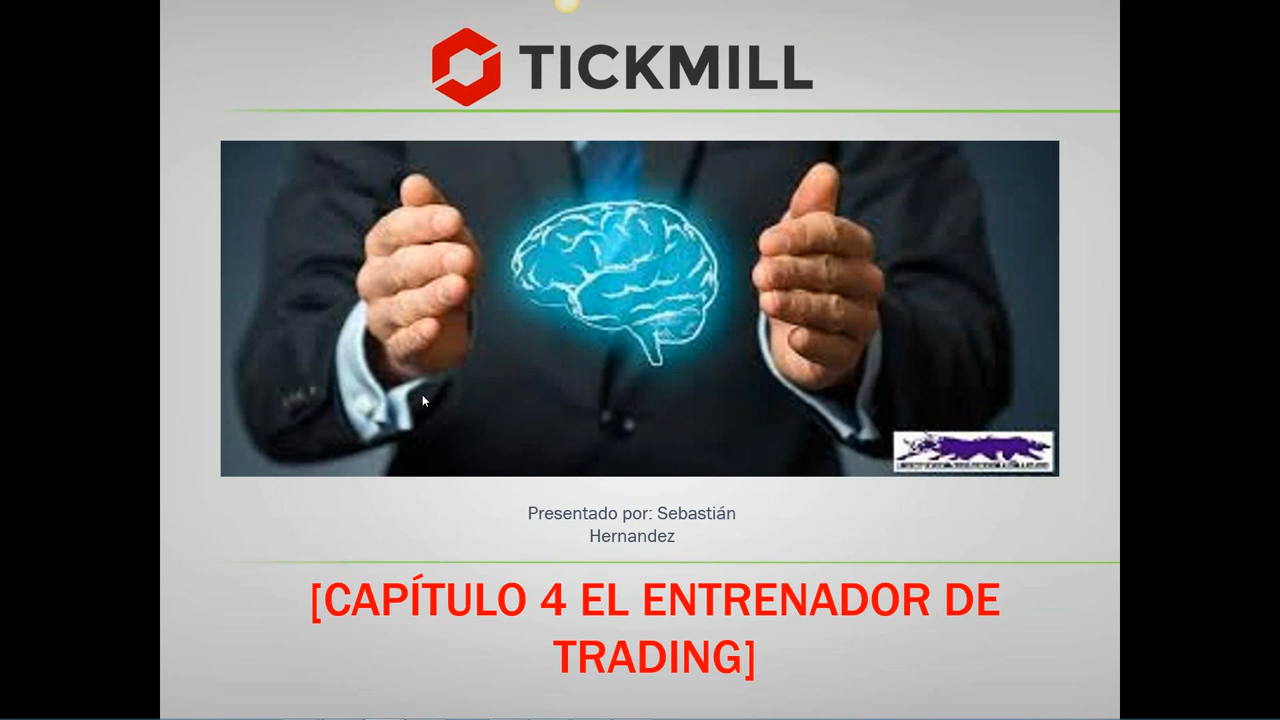 TICKMILL
Presentado por: Sebastián
Hernandez
[CAPÍTULO 4 EL ENTRENADOR DE
TRADING]